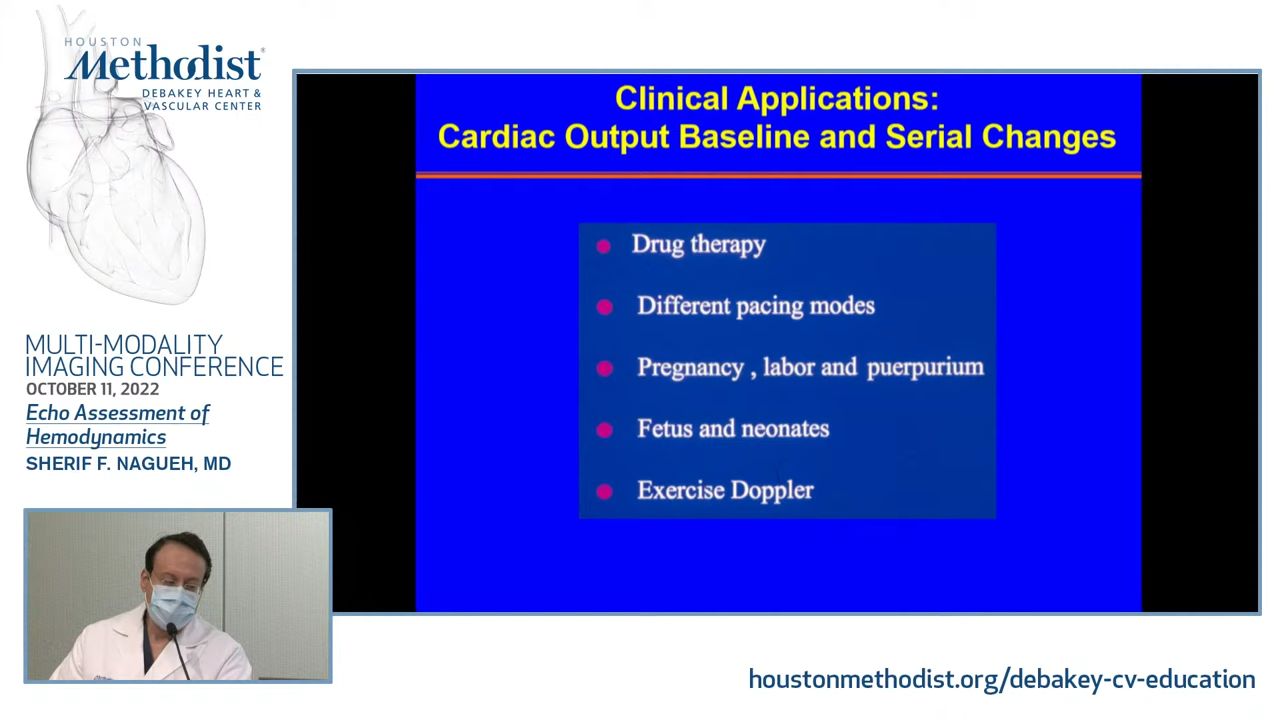 HOUSTON
Methodist®
DEBAKEY HEART &
VASCULAR CENTER
MULTI-MODALITY
IMAGING CONFERENCE
OCTOBER 11, 2022
Echo Assessment of
Hemodynamics
SHERIF F. NAGUEH, MD
Clinical Applications:
Cardiac Output Baseline and Serial Changes
Drug therapy
Different pacing modes
Pregnancy , labor and puerpurium
Fetus and neonates
Exercise Doppler
houstonmethodist.org/debakey-cv-education